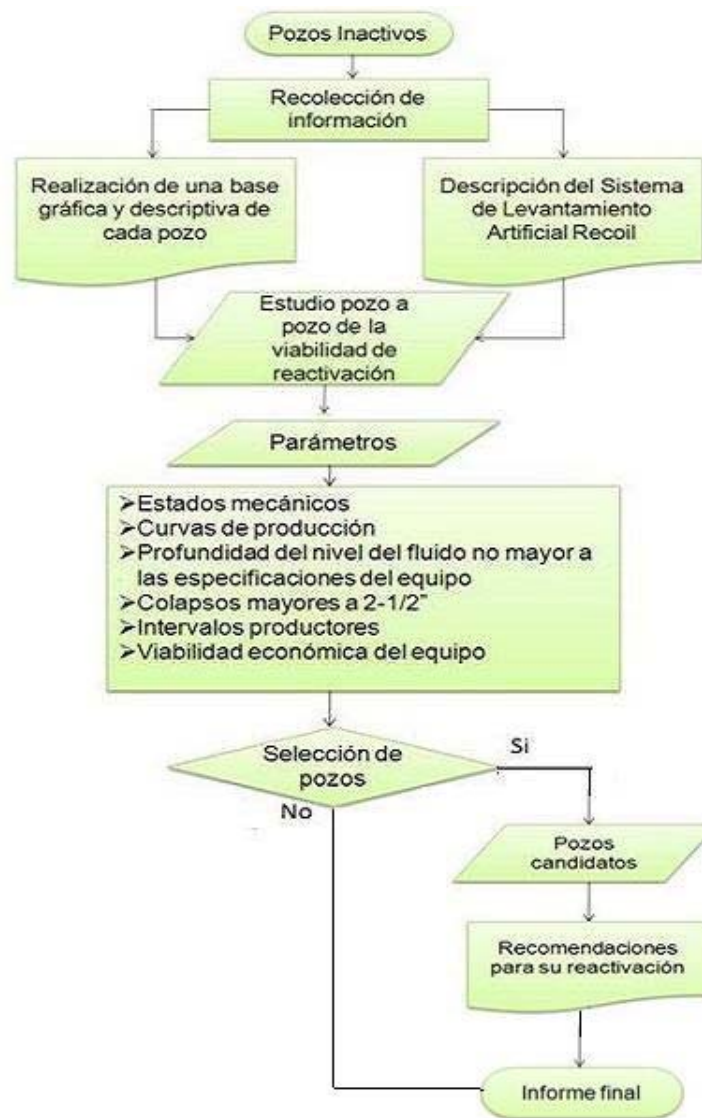 Pozos Inactivos
Recolección de
información
Realización de una base
gráfica y descriptiva de
cada pozo
Descripción del Sistema
de Levantamiento
Artificial Recoil
Estudio pozo a
pozo de la
viabilidad de
reactivación
Parámetros
➢Estados mecánicos
➢Curvas de producción
➢Profundidad del nivel del fluido no mayor a
las especificaciones del equipo
➢Colapsos mayores a 2-1/2”
➢Intervalos productores
➢Viabilidad económica del equipo
Selección de
pozos
Si
No
Pozos
candidatos
Recomendaciones
para su reactivación
Informe final